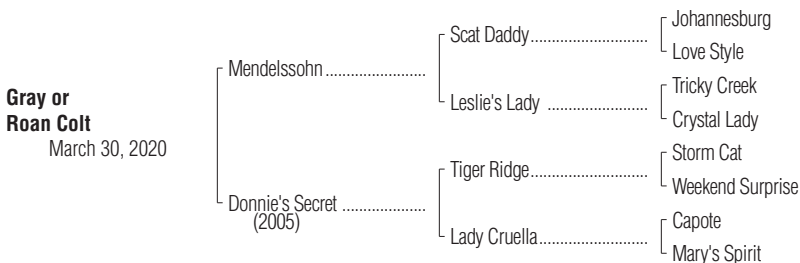 Johannesburg
Scat Daddy
Love Style
Mendelssohn
Tricky Creek
Leslie's Lady
Crystal Lady
Gray or
Roan Colt
March 30, 2020
Storm Cat
Tiger Ridge
Weekend Surprise
Donnie's Secret
(2005)
Capote
Lady Cruella
Mary's Spirit